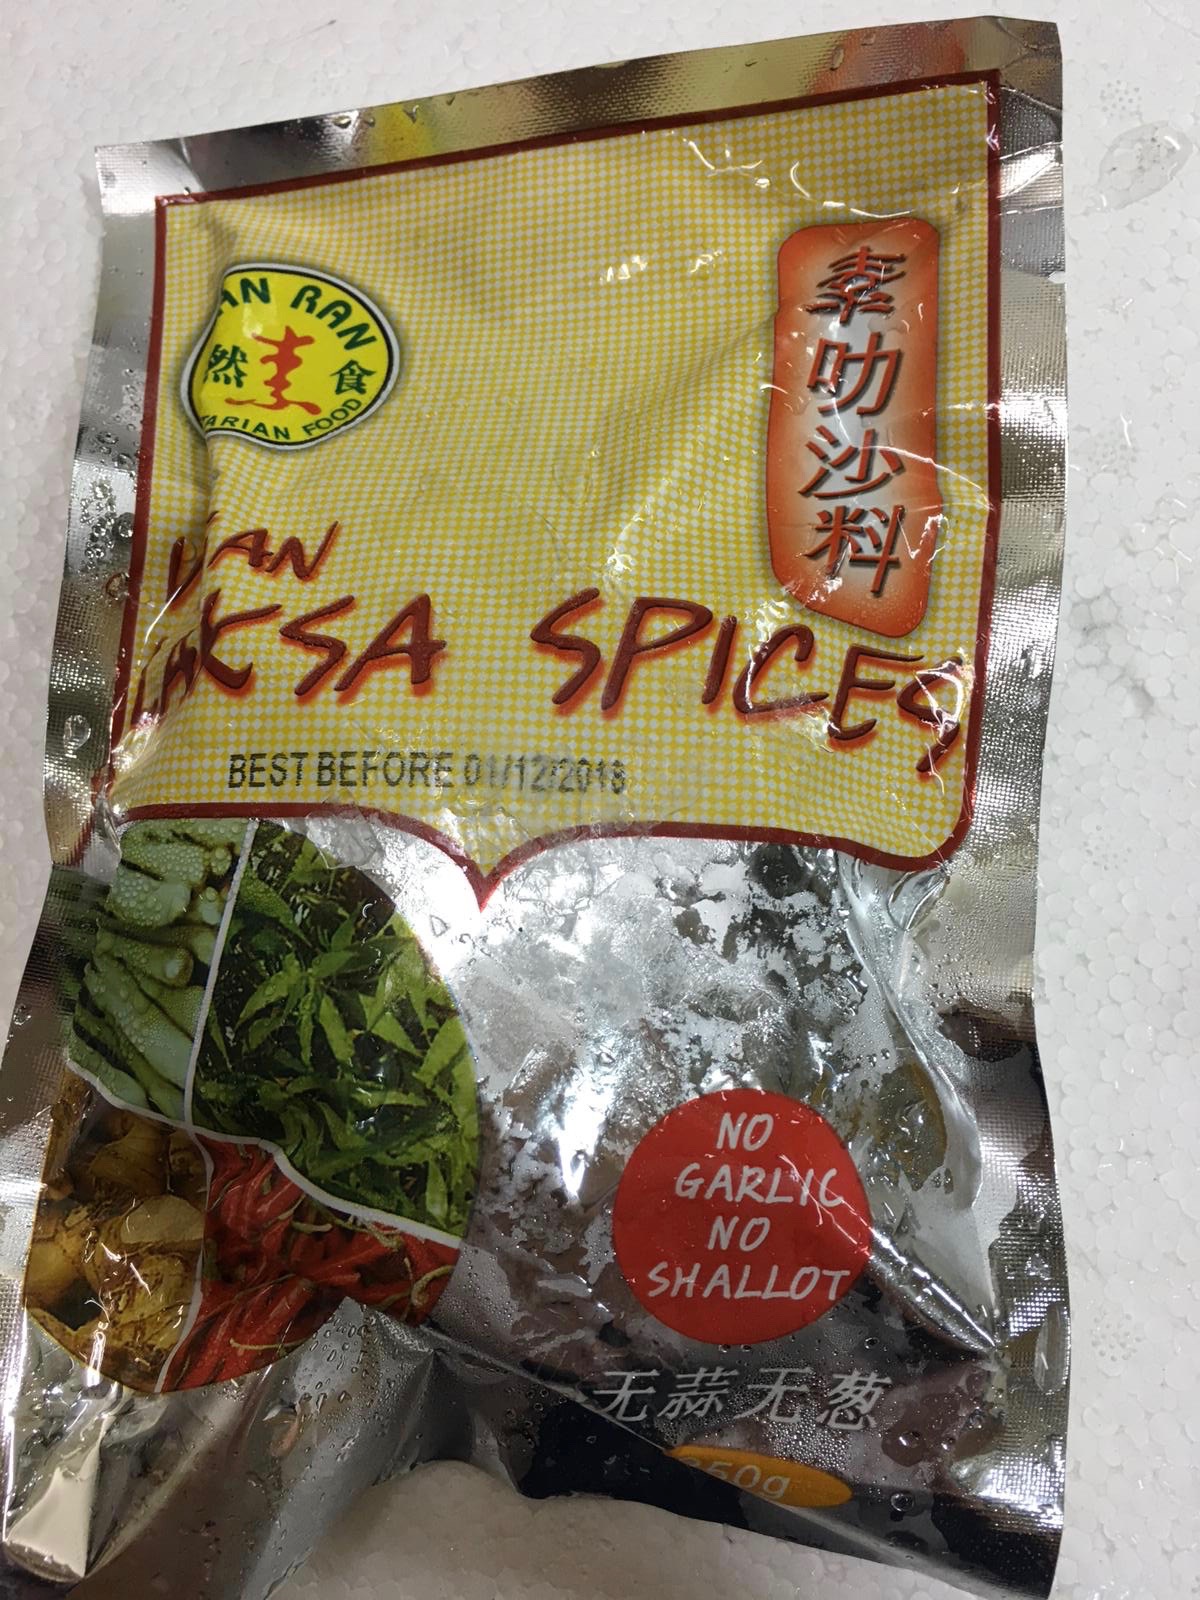 RAN
然 素 食
FOOD
素叻沙料
LAKSA SPICES
BEST BEFORE 01/12/2018
NO
GARLIC
NO
SHALLOT
无蒜无葱